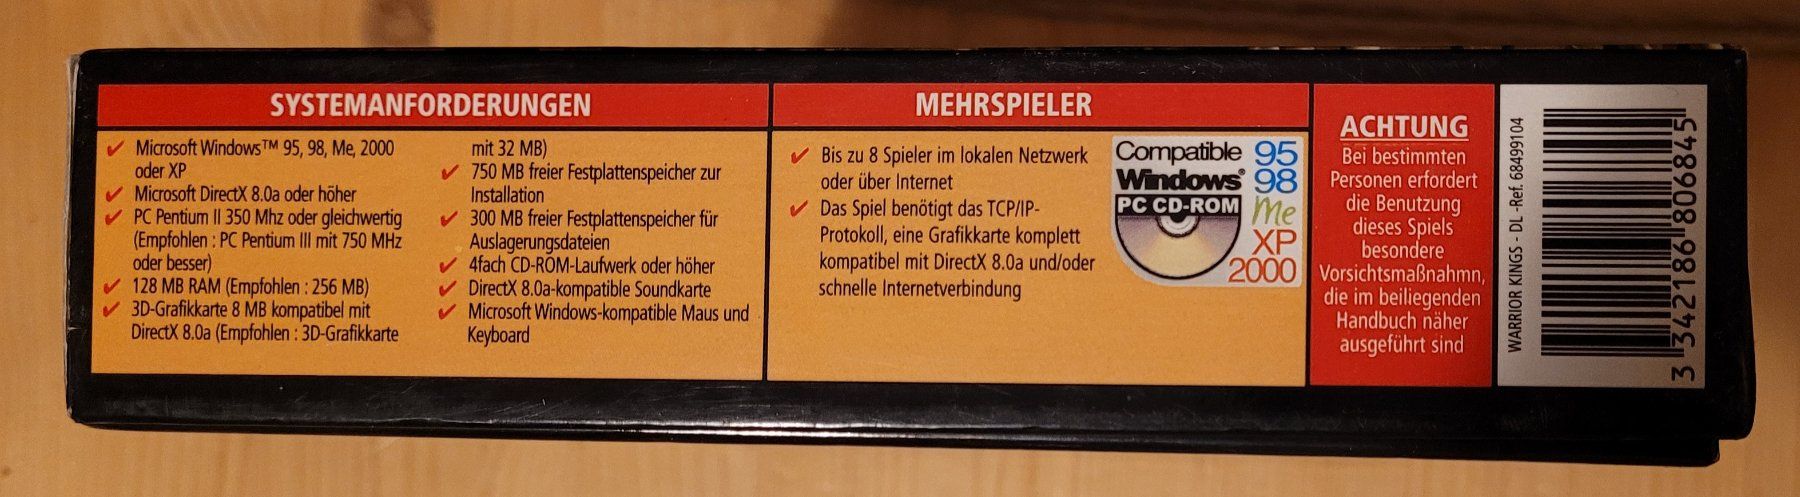 SYSTEMANFORDERUNGEN
✓ Microsoft Windows™ 95, 98, Me, 2000
oder XP
✓ Microsoft DirectX 8.0a oder höher
✓ PC Pentium II 350 Mhz oder gleichwertig
(Empfohlen : PC Pentium III mit 750 MHz
oder besser)
✓ 128 MB RAM (Empfohlen : 256 MB)
✓ 3D-Grafikkarte 8 MB kompatibel mit
DirectX 8.0a (Empfohlen : 3D-Grafikkarte
mit 32 MB)
✓ 750 MB freier Festplattenspeicher zur
Installation
✓ 300 MB freier Festplattenspeicher für
Auslagerungsdateien
✓ 4fach CD-ROM-Laufwerk oder höher
✓ DirectX 8.0a-kompatible Soundkarte
✓ Microsoft Windows-kompatible Maus und
Keyboard
MEHRSPIELER
✓ Bis zu 8 Spieler im lokalen Netzwerk
oder über Internet
✓ Das Spiel benötigt das TCP/IP-
Protokoll, eine Grafikkarte komplett
kompatibel mit DirectX 8.0a und/oder
schnelle Internetverbindung
Compatible
Windows®
PC CD-ROM
95
98
Me
XP
2000
ACHTUNG
Bei bestimmten
Personen erfordert
die Benutzung
dieses Spiels
besondere
Vorsichtsmaßnahmn,
die im beiliegenden
Handbuch näher
ausgeführt sind
WARRIOR KINGS - DL -Ref. 68499104
3 342186 806845